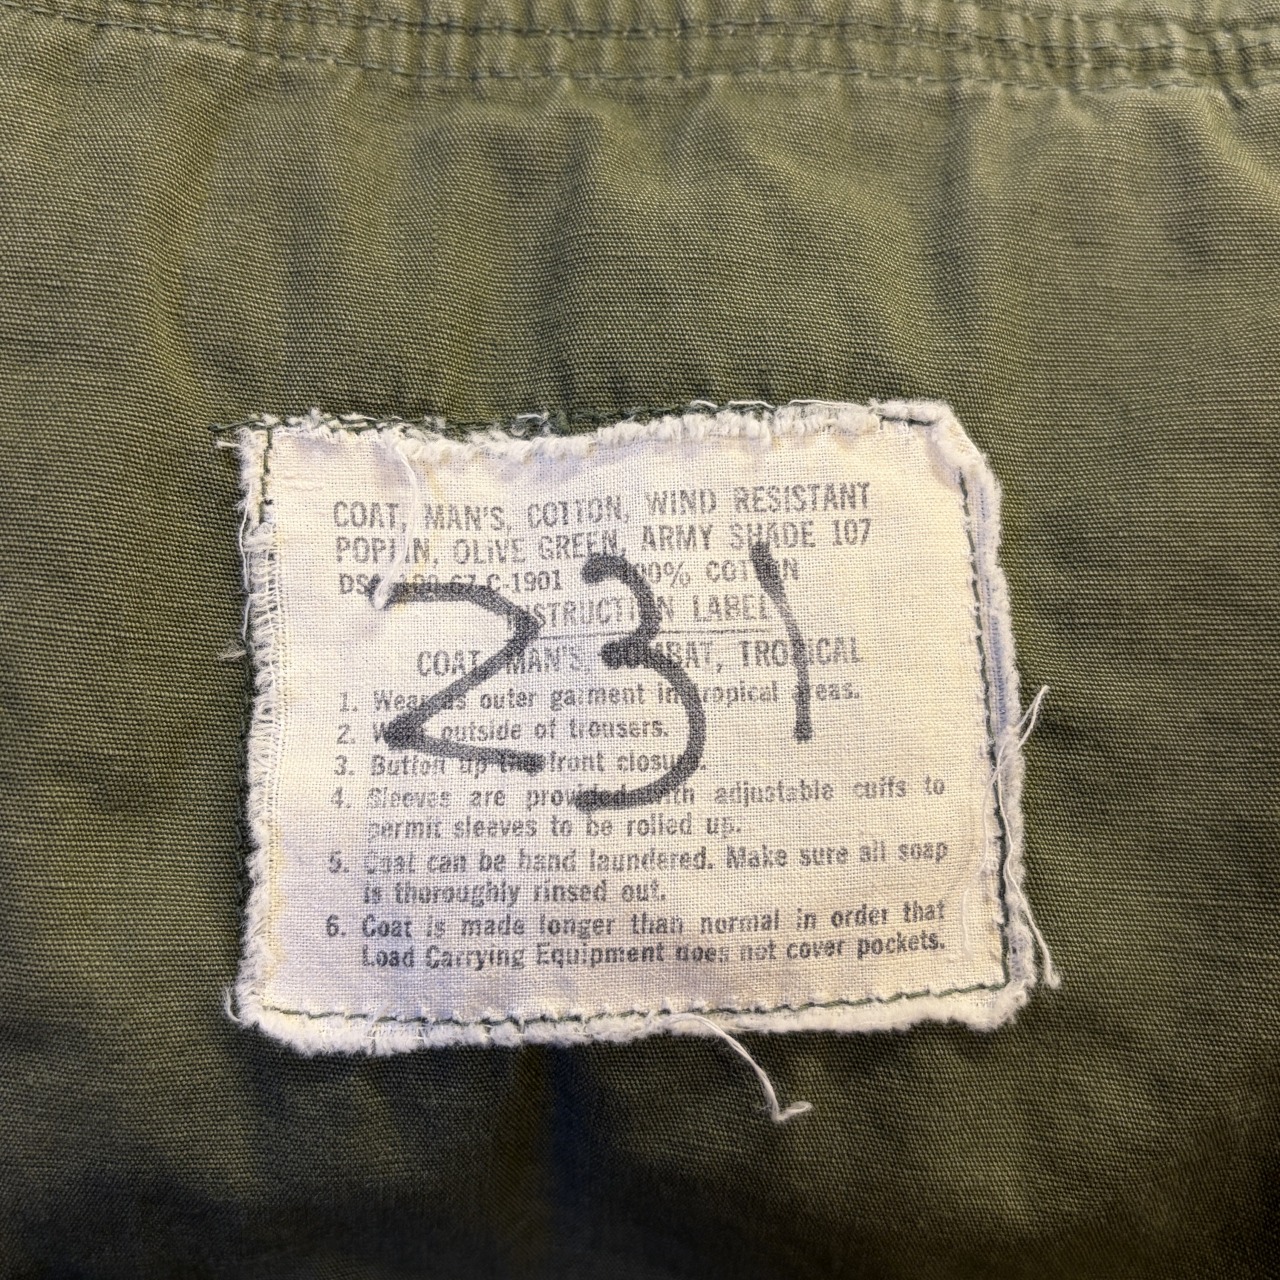 COAT, MAN'S, COTTON, WIND RESISTANT
POPLIN, OLIVE GREEN, ARMY SHADE 107
DSA-100-67-C-1901 100% COTTON
INSTRUCTION LABEL
COAT, MAN'S, COMBAT, TROPICAL
1. Wear as outer garment in tropical areas.
2. Wear outside of trousers.
3. Button up the front closure.
4. Sleeves are provided with adjustable cuffs to
permit sleeves to be rolled up.
5. Coat can be hand laundered. Make sure all soap
is thoroughly rinsed out.
6. Coat is made longer than normal in order that
Load Carrying Equipment does not cover pockets.
231